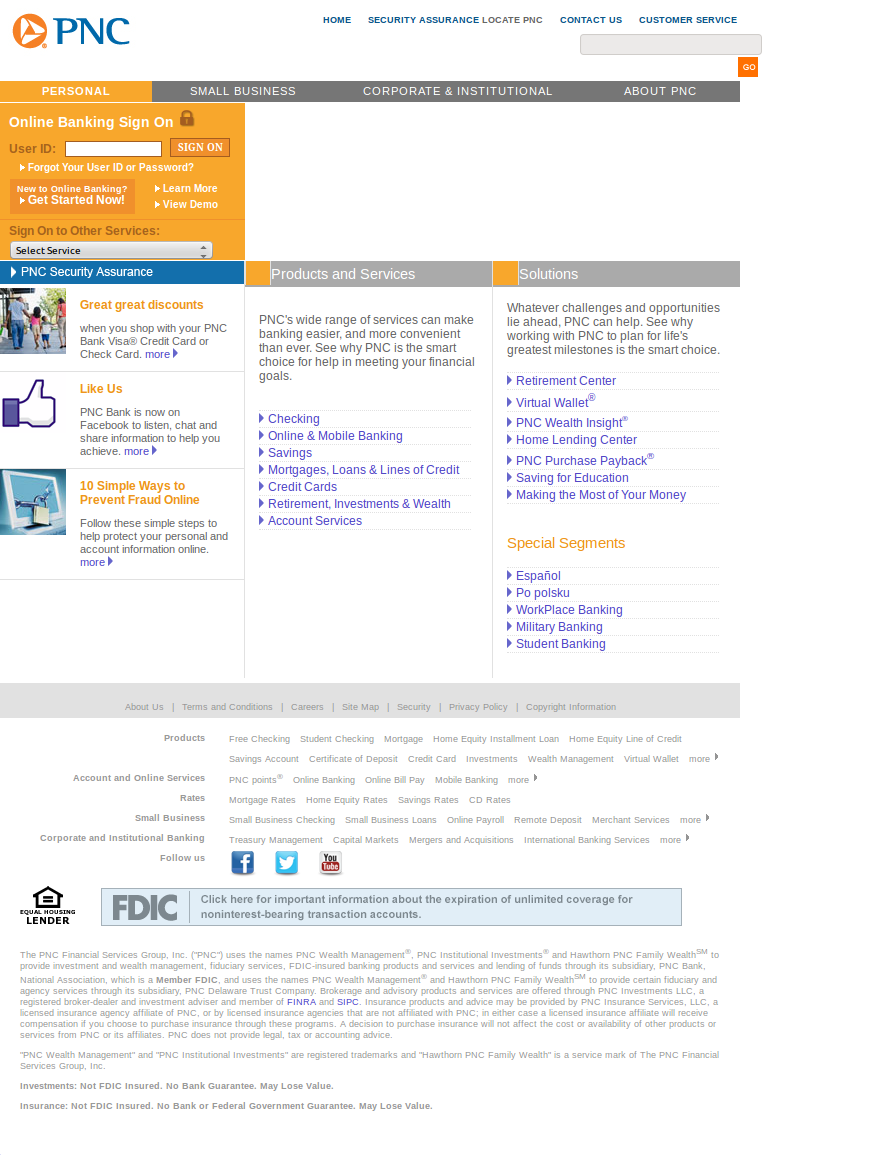 PNC
HOME SECURITY ASSURANCE LOCATE PNC CONTACT US CUSTOMER SERVICE
GO
PERSONAL SMALL BUSINESS CORPORATE & INSTITUTIONAL ABOUT PNC
Online Banking Sign On
User ID: SIGN ON
Forgot Your User ID or Password?
New to Online Banking?
Get Started Now!
Learn More
View Demo
Sign On to Other Services:
Select Service
PNC Security Assurance
Great great discounts
when you shop with your PNC
Bank Visa® Credit Card or
Check Card. more
Like Us
PNC Bank is now on
Facebook to listen, chat and
share information to help you
achieve. more
10 Simple Ways to
Prevent Fraud Online
Follow these simple steps to
help protect your personal and
account information online.
more
Products and Services
PNC's wide range of services can make
banking easier, and more convenient
than ever. See why PNC is the smart
choice for help in meeting your financial
goals.
Checking
Online & Mobile Banking
Savings
Mortgages, Loans & Lines of Credit
Credit Cards
Retirement, Investments & Wealth
Account Services
Solutions
Whatever challenges and opportunities
lie ahead, PNC can help. See why
working with PNC to plan for life's
greatest milestones is the smart choice.
Retirement Center
Virtual Wallet®
PNC Wealth Insight®
Home Lending Center
PNC Purchase Payback®
Saving for Education
Making the Most of Your Money
Special Segments
Español
Po polsku
WorkPlace Banking
Military Banking
Student Banking
About Us | Terms and Conditions | Careers | Site Map | Security | Privacy Policy | Copyright Information
Products Free Checking Student Checking Mortgage Home Equity Installment Loan Home Equity Line of Credit
Savings Account Certificate of Deposit Credit Card Investments Wealth Management Virtual Wallet more
Account and Online Services PNC points® Online Banking Online Bill Pay Mobile Banking more
Rates Mortgage Rates Home Equity Rates Savings Rates CD Rates
Small Business Small Business Checking Small Business Loans Online Payroll Remote Deposit Merchant Services more
Corporate and Institutional Banking Treasury Management Capital Markets Mergers and Acquisitions International Banking Services more
Follow us
You Tube
EQUAL HOUSING
LENDER
FDIC
Click here for important information about the expiration of unlimited coverage for
noninterest-bearing transaction accounts.
The PNC Financial Services Group, Inc. ("PNC") uses the names PNC Wealth Management®, PNC Institutional Investments® and Hawthorn PNC Family WealthSM to
provide investment and wealth management, fiduciary services, FDIC-insured banking products and services and lending of funds through its subsidiary, PNC Bank,
National Association, which is a Member FDIC, and uses the names PNC Wealth Management® and Hawthorn PNC Family WealthSM to provide certain fiduciary and
agency services through its subsidiary, PNC Delaware Trust Company. Brokerage and advisory products and services are offered through PNC Investments LLC, a
registered broker-dealer and investment adviser and member of FINRA and SIPC. Insurance products and advice may be provided by PNC Insurance Services, LLC, a
licensed insurance agency affiliate of PNC, or by licensed insurance agencies that are not affiliated with PNC; in either case a licensed insurance affiliate will receive
compensation if you choose to purchase insurance through these programs. A decision to purchase insurance will not affect the cost or availability of other products or
services from PNC or its affiliates. PNC does not provide legal, tax or accounting advice.
"PNC Wealth Management" and "PNC Institutional Investments" are registered trademarks and "Hawthorn PNC Family Wealth" is a service mark of The PNC Financial
Services Group, Inc.
Investments: Not FDIC Insured. No Bank Guarantee. May Lose Value.
Insurance: Not FDIC Insured. No Bank or Federal Government Guarantee. May Lose Value.